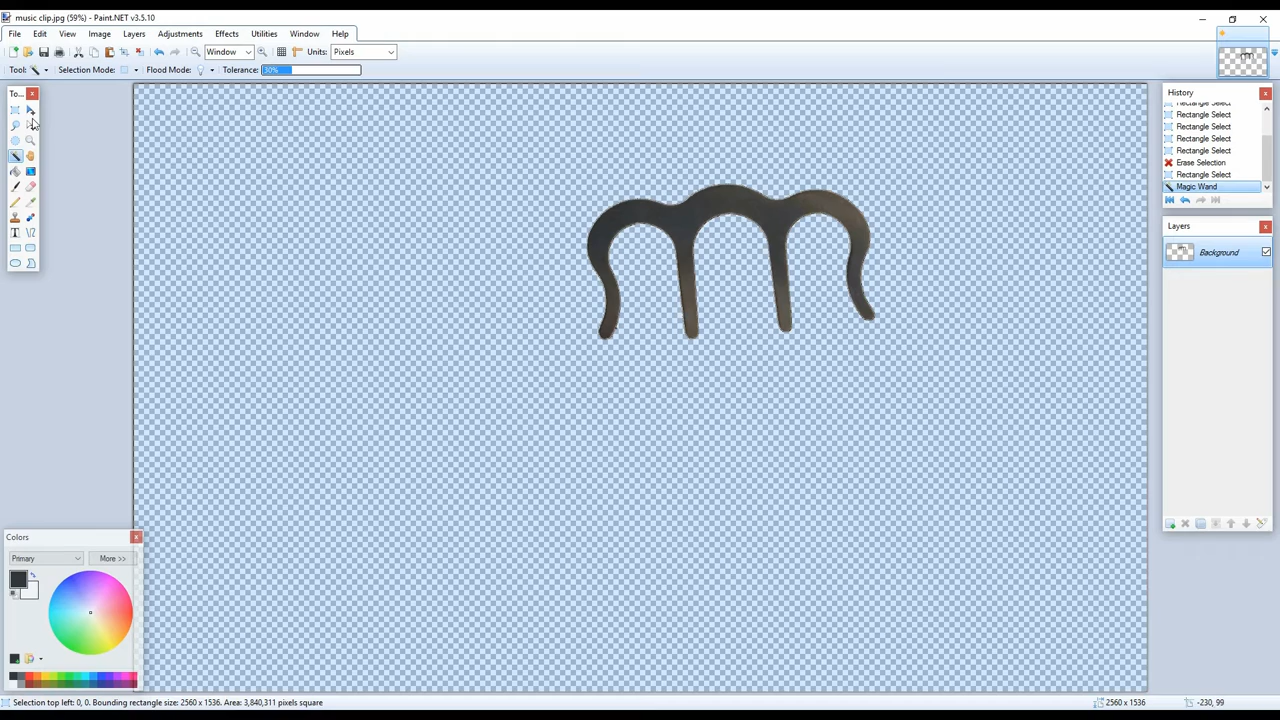 music clip.jpg (59%) - Paint.NET v3.5.10
File Edit View Image Layers Adjustments Effects Utilities Window Help
Window Units: Pixels
Tool: Selection Mode: Flood Mode: Tolerance: 30%
To...
History
Rectangle Select
Rectangle Select
Rectangle Select
Rectangle Select
Rectangle Select
Erase Selection
Rectangle Select
Magic Wand
Layers
Background
Colors
Primary More >>
Selection top left: 0, 0. Bounding rectangle size: 2560 x 1536. Area: 3,840,311 pixels square 2560 x 1536 -230, 99